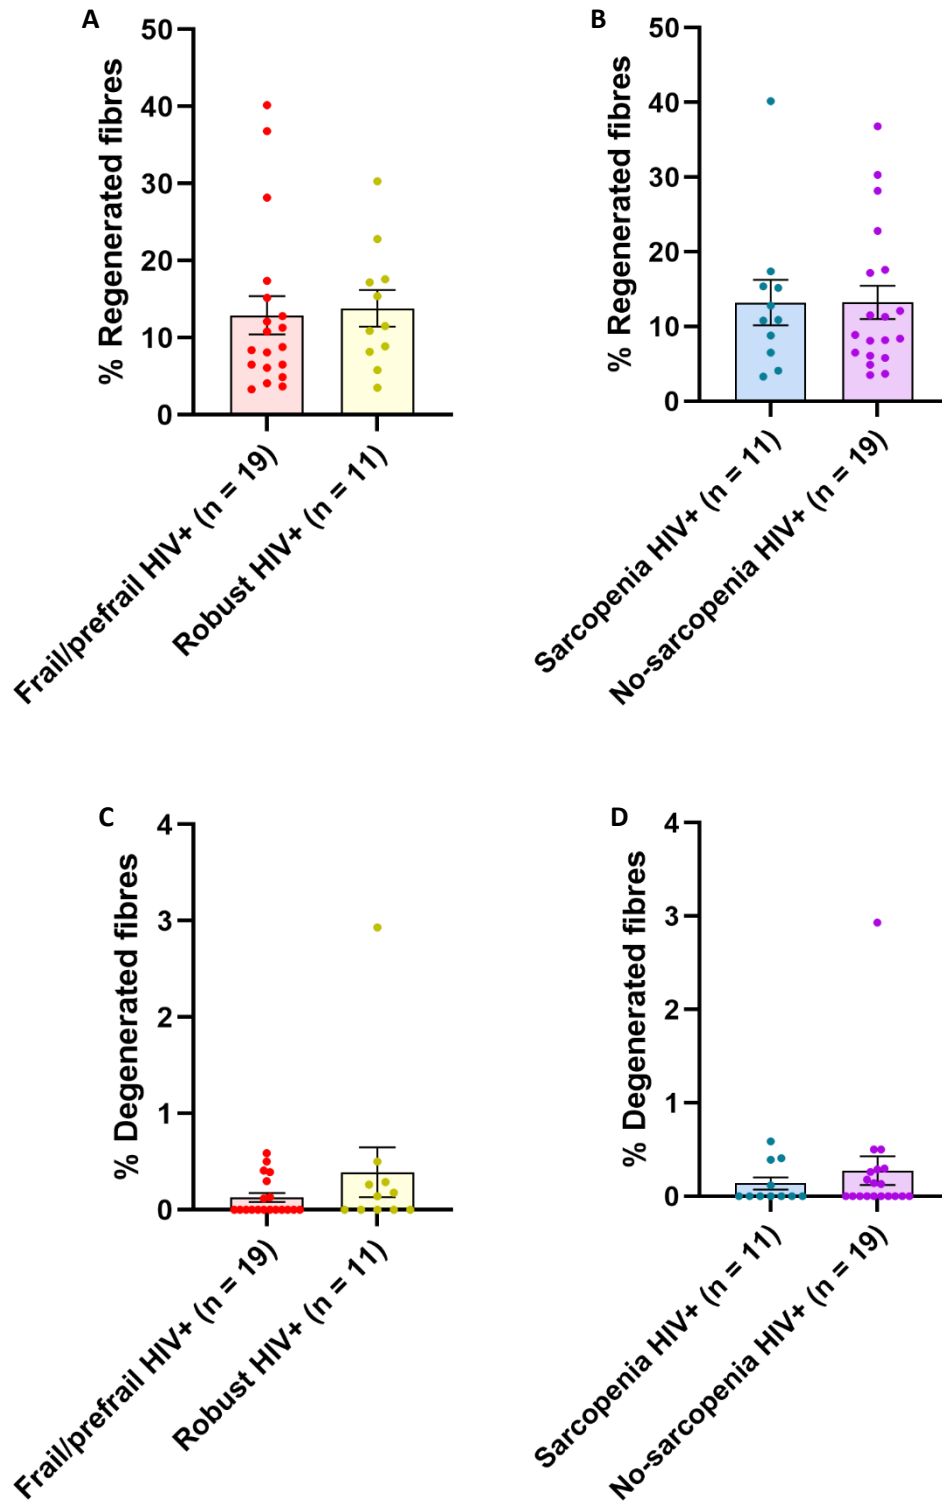 A
% Regenerated fibres
50
40
30
20
10
0
Frail/prefrail HIV+ (n = 19)
Robust HIV+ (n = 11)
B
% Regenerated fibres
50
40
30
20
10
0
Sarcopenia HIV+ (n = 11)
No-sarcopenia HIV+ (n = 19)
C
% Degenerated fibres
4
3
2
1
0
Frail/prefrail HIV+ (n = 19)
Robust HIV+ (n = 11)
D
% Degenerated fibres
4
3
2
1
0
Sarcopenia HIV+ (n = 11)
No-sarcopenia HIV+ (n = 19)